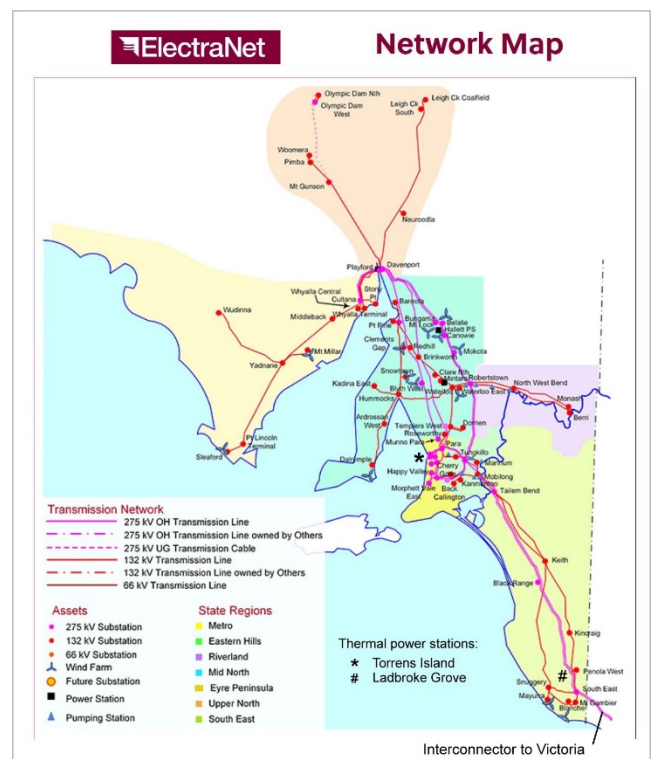 ElectraNet
Network Map
Olympic Dam Nth
Olympic Dam
West
Leigh Ck Coalfield
Leigh Ck
South
Woomera
Pimba
Mt Gunson
Neuroodla
Playford
Davenport
Whyalla Central
Cultana
Stony
Pt
Whyalla Terminal
Middleback
Wudinna
Yadnarie
Mt Millar
Pt Lincoln
Terminal
Sleaford
Baroota
Bungama
Mt Lock
Belalie
Hallett PS
Canowie
Mokota
Pt Pirie
Clements
Gap
Redhill
Brinkworth
Snowtown
Clare Nth
Mintaro
Robertstown
Waterloo
Waterloo East
Blyth West
Kadina East
Hummocks
Ardrossan
West
Dalrymple
North West Bend
Monash
Berri
Templers West
Roseworthy
Dorrien
Munno Para
Para
Tungkillo
Happy Valley
Cherry
Mannum
Mobilong
Kanmantoo
Back
Callington
Morphett Vale
East
Tailem Bend
Keith
Black Range
Kincraig
Penola West
South East
Snuggery
Mayurra
Mt Gambier
Blanche
Transmission Network
275 kV OH Transmission Line
275 kV OH Transmission Line owned by Others
275 kV UG Transmission Cable
132 kV Transmission Line
132 kV Transmission Line owned by Others
66 kV Transmission Line
Assets
275 kV Substation
132 kV Substation
66 kV Substation
Wind Farm
Future Substation
Power Station
Pumping Station
State Regions
Metro
Eastern Hills
Riverland
Mid North
Eyre Peninsula
Upper North
South East
Thermal power stations:
* Torrens Island
# Ladbroke Grove
*
#
Interconnector to Victoria